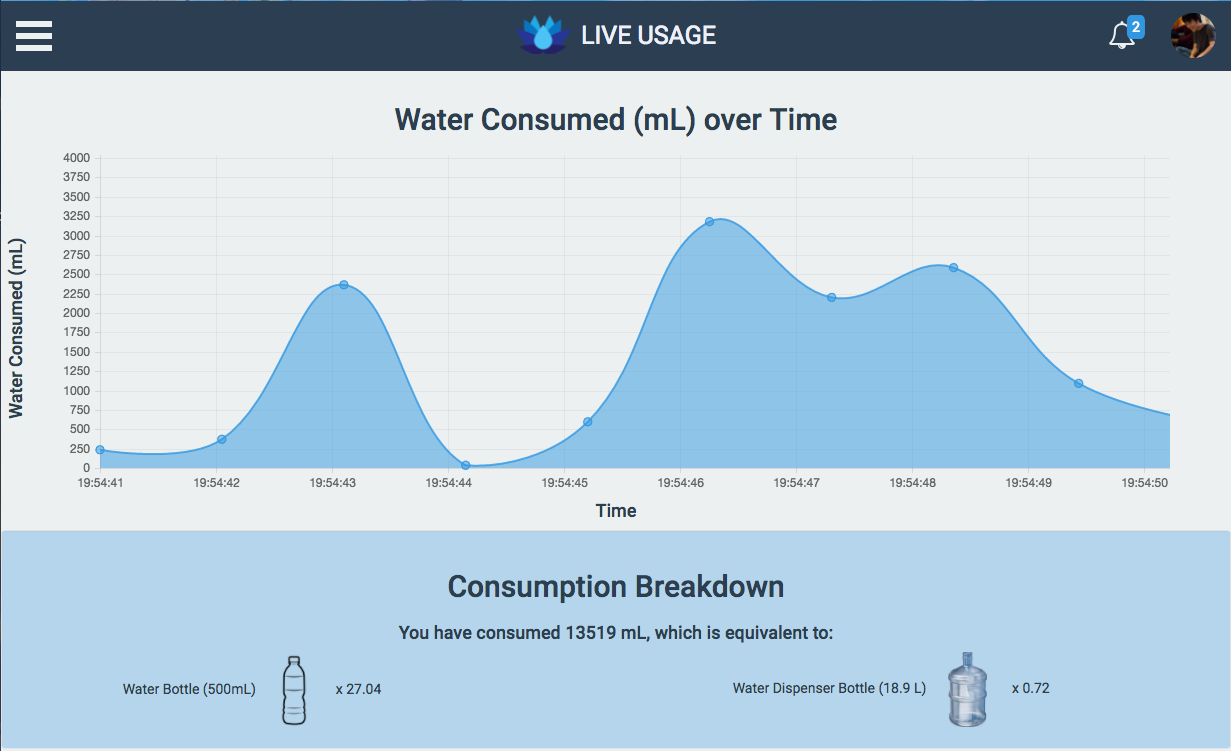 LIVE USAGE
2
Water Consumed (mL) over Time
Water Consumed (mL)
4000
3750
3500
3250
3000
2750
2500
2250
2000
1750
1500
1250
1000
750
500
250
0
19:54:41 19:54:42 19:54:43 19:54:44 19:54:45 19:54:46 19:54:47 19:54:48 19:54:49 19:54:50
Time
Consumption Breakdown
You have consumed 13519 mL, which is equivalent to:
Water Bottle (500mL) x 27.04 Water Dispenser Bottle (18.9 L) x 0.72